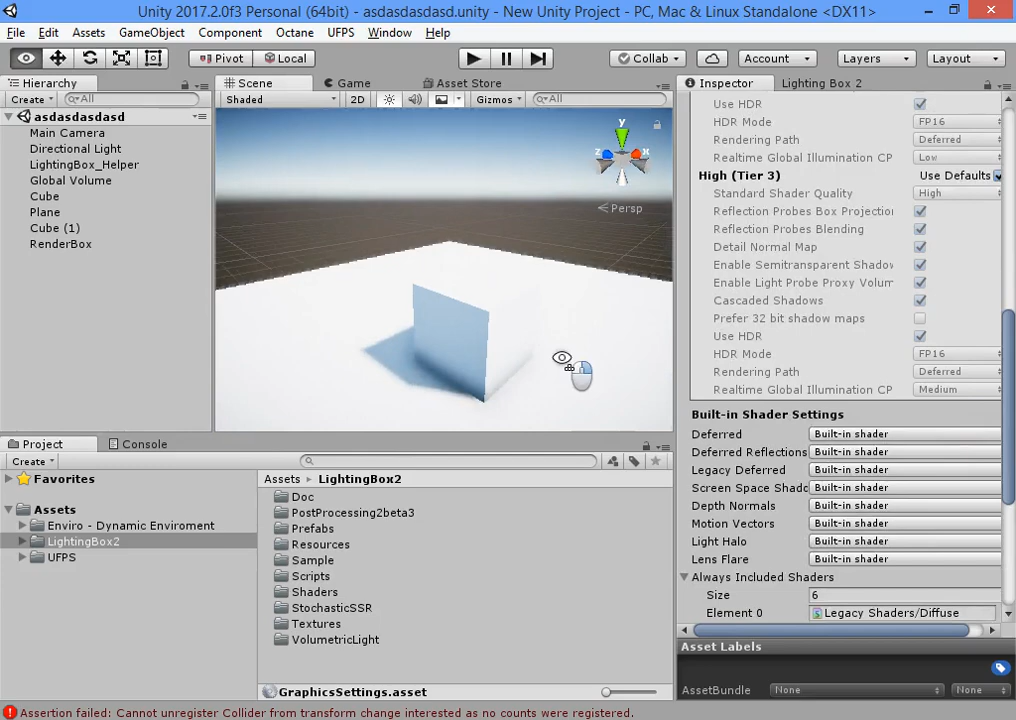 Unity 2017.2.0f3 Personal (64bit) - asdasdasdasd.unity - New Unity Project - PC, Mac & Linux Standalone <DX11>
File Edit Assets GameObject Component Octane UFPS Window Help
Pivot Local Collab Account Layers Layout
Hierarchy
Create All
asdasdasdasd
Main Camera
Directional Light
LightingBox_Helper
Global Volume
Cube
Plane
Cube (1)
RenderBox
Scene Game Asset Store
Shaded 2D Gizmos All
y
z
x
Persp
Inspector Lighting Box 2
Use HDR
HDR Mode FP16
Rendering Path Deferred
Realtime Global Illumination CP Low
High (Tier 3) Use Defaults
Standard Shader Quality High
Reflection Probes Box Projection
Reflection Probes Blending
Detail Normal Map
Enable Semitransparent Shadov
Enable Light Probe Proxy Volum
Cascaded Shadows
Prefer 32 bit shadow maps
Use HDR
HDR Mode FP16
Rendering Path Deferred
Realtime Global Illumination CP Medium
Built-in Shader Settings
Deferred Built-in shader
Deferred Reflections Built-in shader
Legacy Deferred Built-in shader
Screen Space Shadc Built-in shader
Depth Normals Built-in shader
Motion Vectors Built-in shader
Light Halo Built-in shader
Lens Flare Built-in shader
Always Included Shaders
Size 6
Element 0 Legacy Shaders/Diffuse
Asset Labels
AssetBundle None None
Project Console
Create
Favorites
Assets
Enviro - Dynamic Enviroment
LightingBox2
UFPS
Assets LightingBox2
Doc
PostProcessing2beta3
Prefabs
Resources
Sample
Scripts
Shaders
StochasticSSR
Textures
VolumetricLight
GraphicsSettings.asset
Assertion failed: Cannot unregister Collider from transform change interested as no counts were registered.